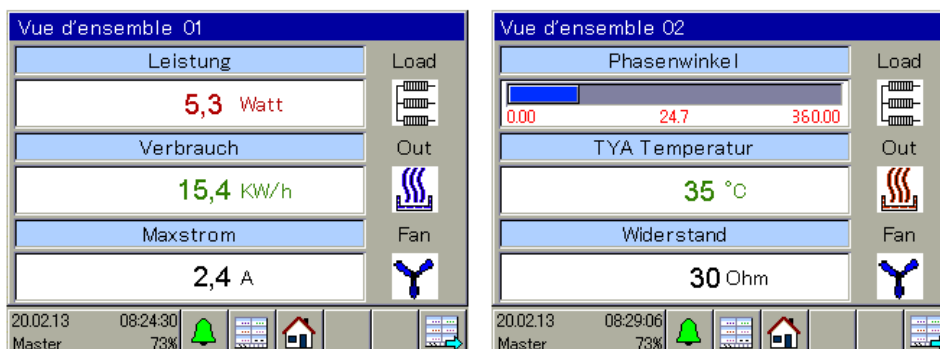 Vue d'ensemble 01
Leistung
Load
5,3 Watt
Verbrauch
Out
15,4 KW/h
Maxstrom
Fan
2,4 A
20.02.13 08:24:30
Master 73%
Vue d'ensemble 02
Phasenwinkel
Load
0.00 24.7 360.00
TYA Temperatur
Out
35 °C
Widerstand
Fan
30 Ohm
20.02.13 08:29:06
Master 73%